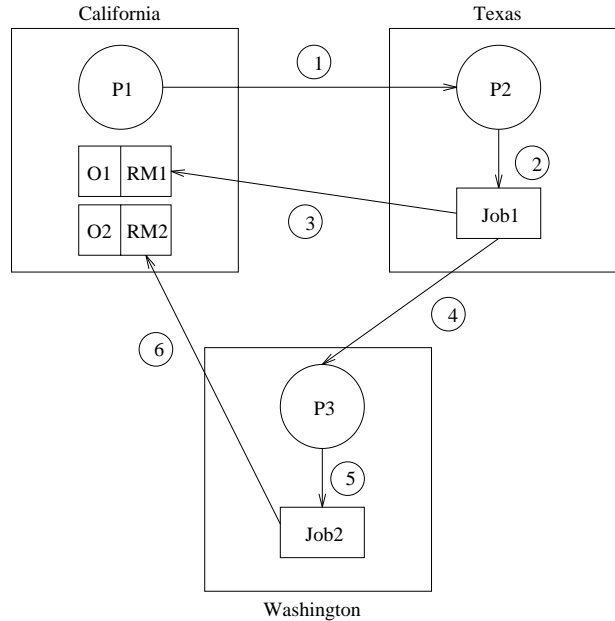 California
Texas
1
P1
P2
2
O1 RM1
3
Job1
O2 RM2
4
6
P3
5
Job2
Washington